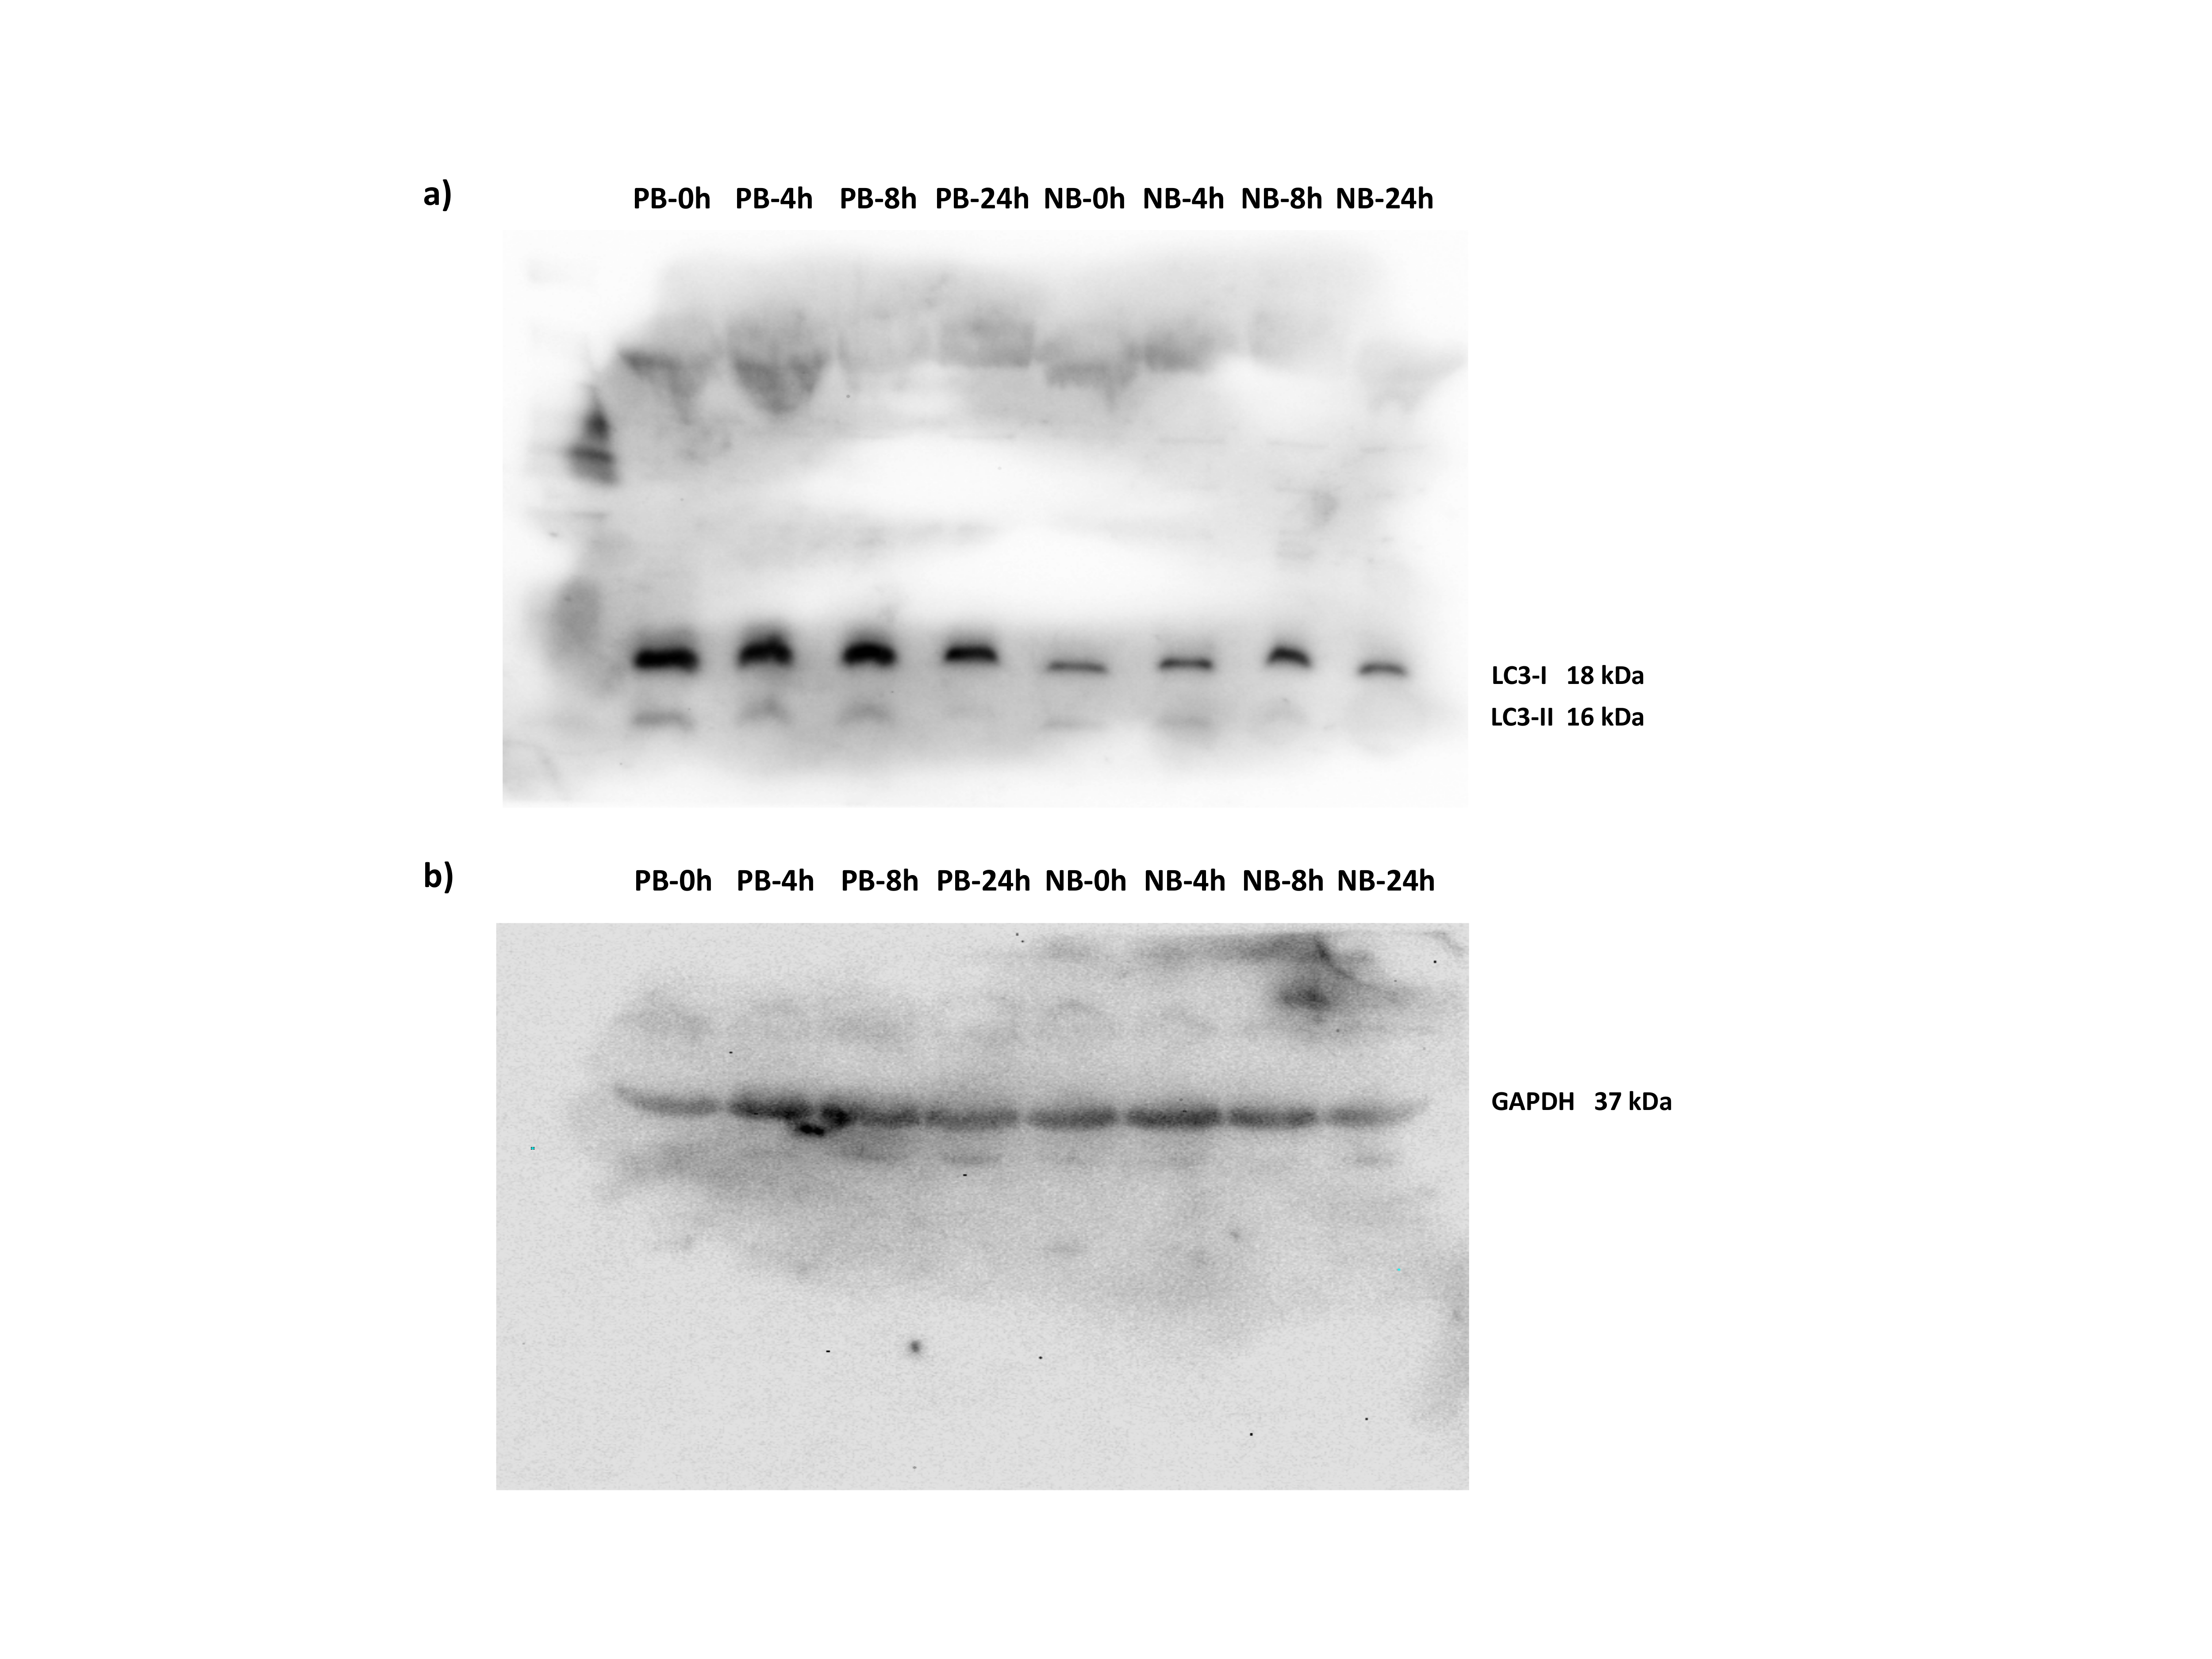 a)
PB-0h PB-4h PB-8h PB-24h NB-0h NB-4h NB-8h NB-24h
LC3-I 18 kDa
LC3-II 16 kDa
b)
PB-0h PB-4h PB-8h PB-24h NB-0h NB-4h NB-8h NB-24h
GAPDH 37 kDa